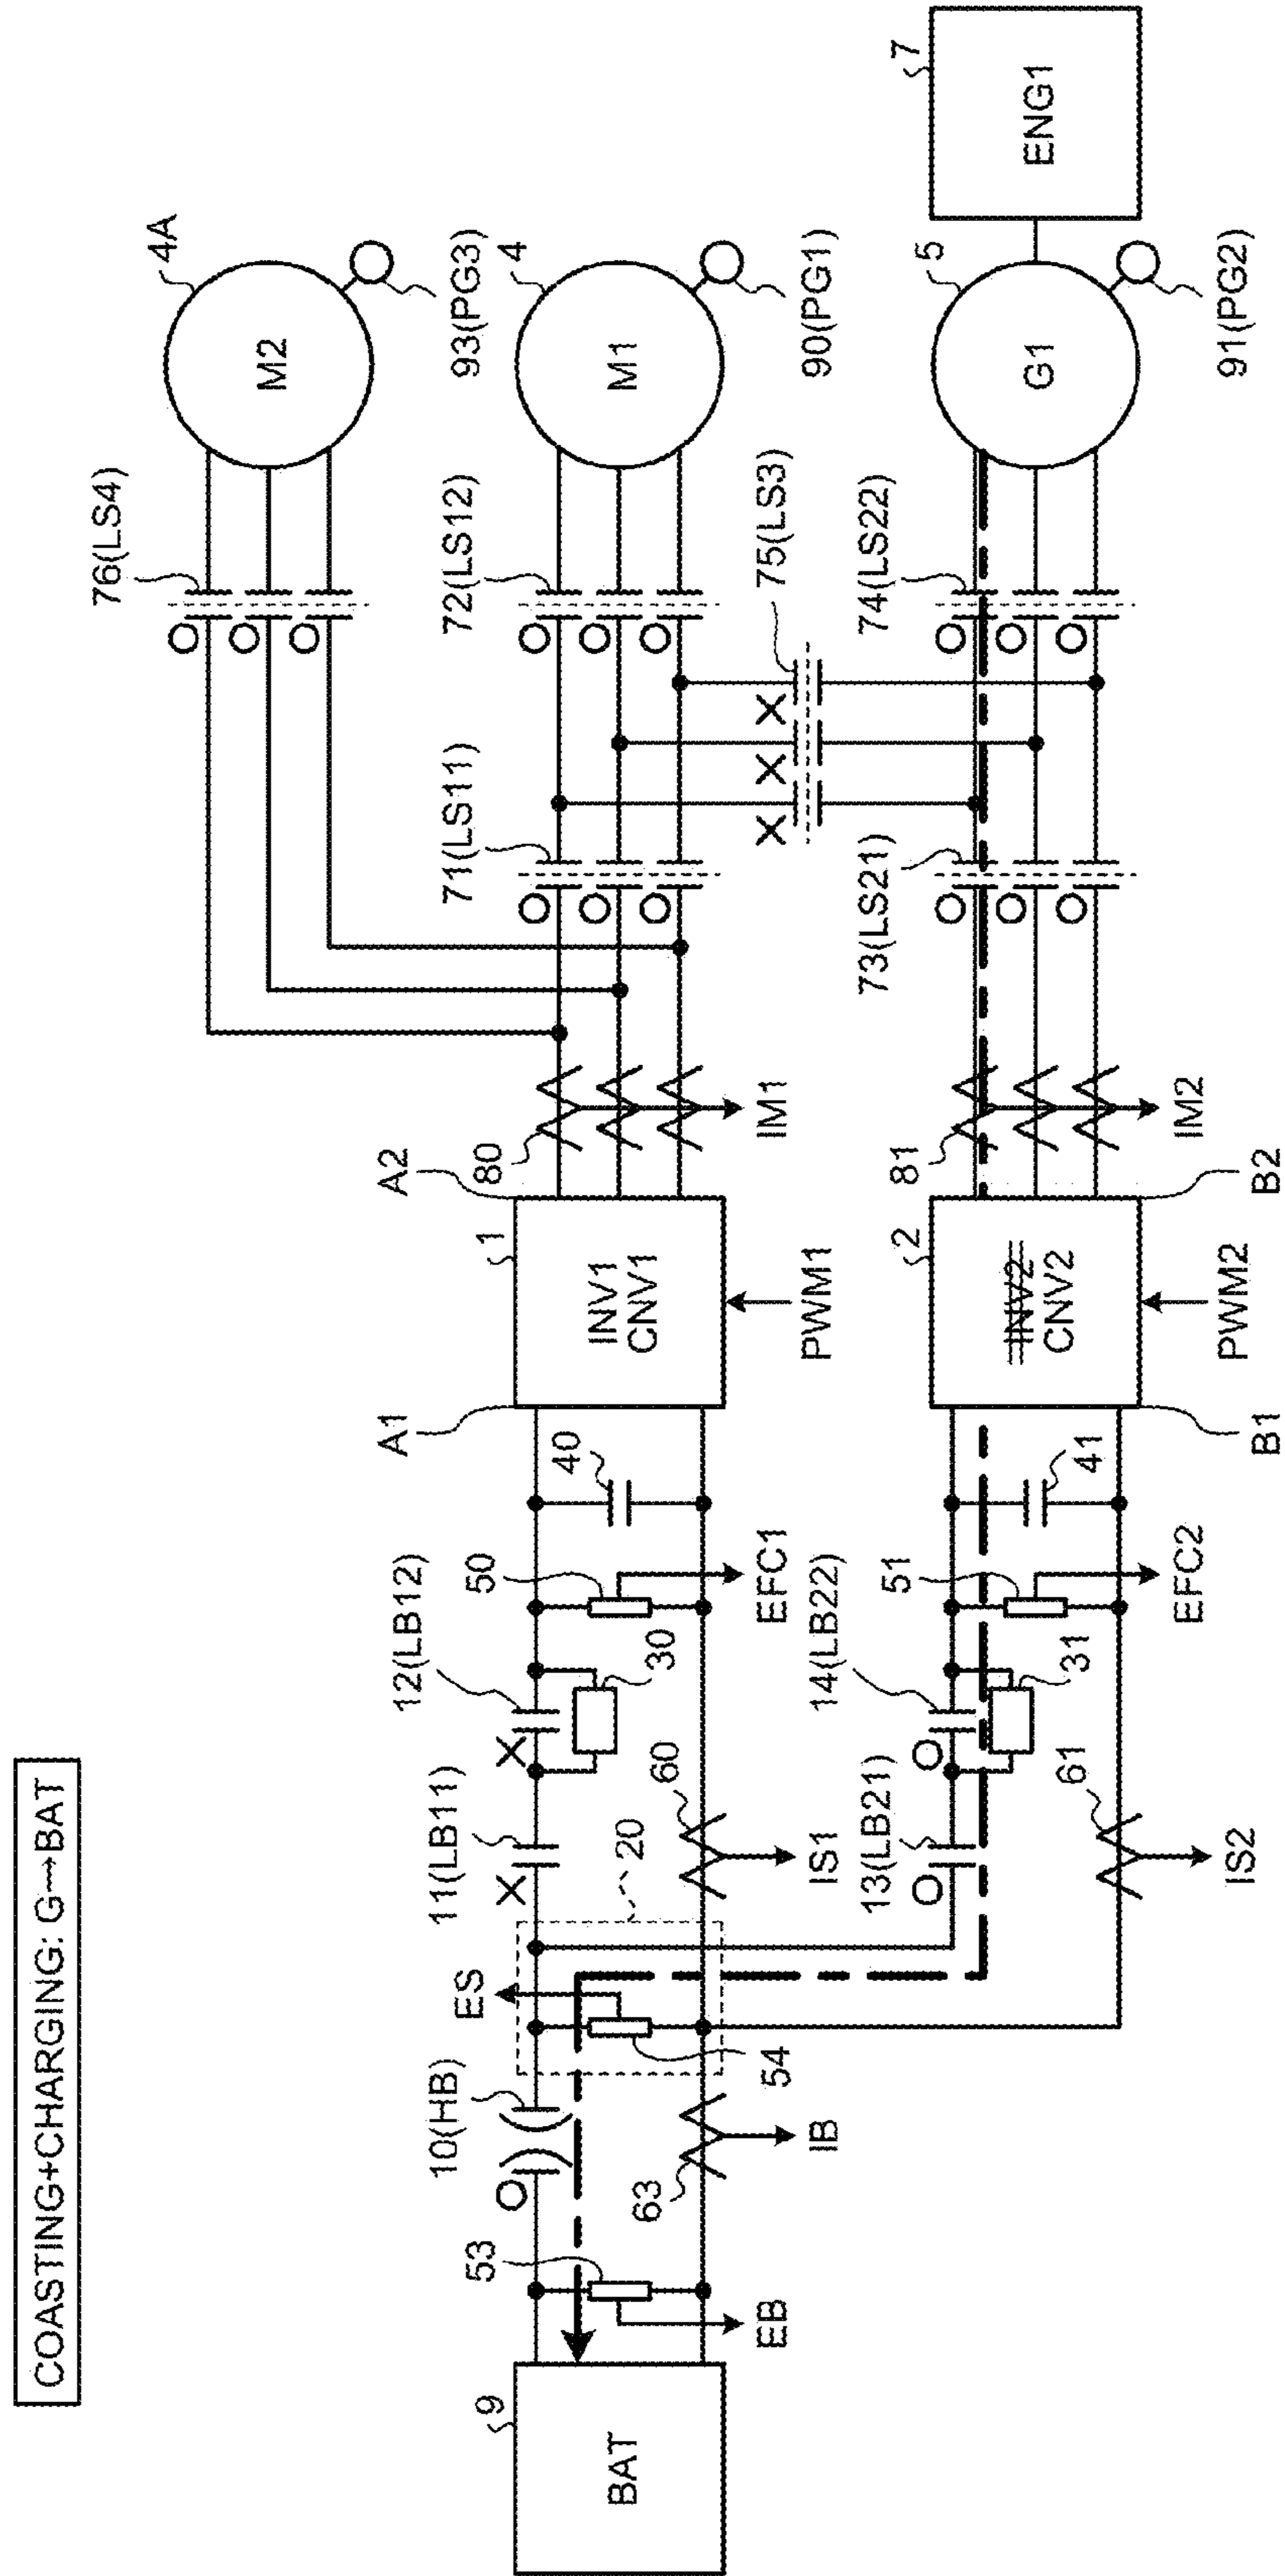 COASTING+CHARGING: G→BAT
9
BAT
53
EB
10(HB)
63
IB
ES
54
20
11(LB11)
12(LB12)
30
60
IS1
50
EFC1
40
A1
1
A2
INV1
CNV1
PWM1
80
IM1
71(LS11)
72(LS12)
76(LS4)
4A
M2
93(PG3)
4
M1
90(PG1)
75(LS3)
13(LB21)
14(LB22)
31
61
IS2
51
EFC2
41
B1
2
B2
INV2
CNV2
PWM2
81
IM2
73(LS21)
74(LS22)
5
G1
91(PG2)
7
ENG1